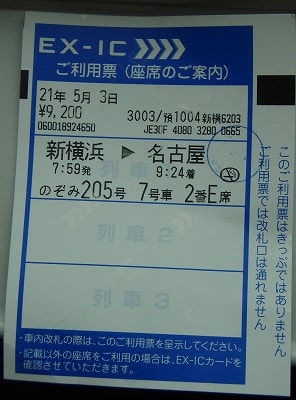 EX-IC
ご利用票(座席のご案内)
21年 5月 3日
¥9,200
3003/預1004新横6203
060018924650
JE30F 4080 3280 0665
新横浜 ▶ 名古屋
7:59発 9:24着
のぞみ205号 7号車 2番E席
列車2
列車3
・車内改札の際は、このご利用票を呈示してください。
・記載以外の座席をご利用の場合は、EX-ICカードを
確認させていただきます。
このご利用票はきっぷではありません
ご利用票では改札口は通れません